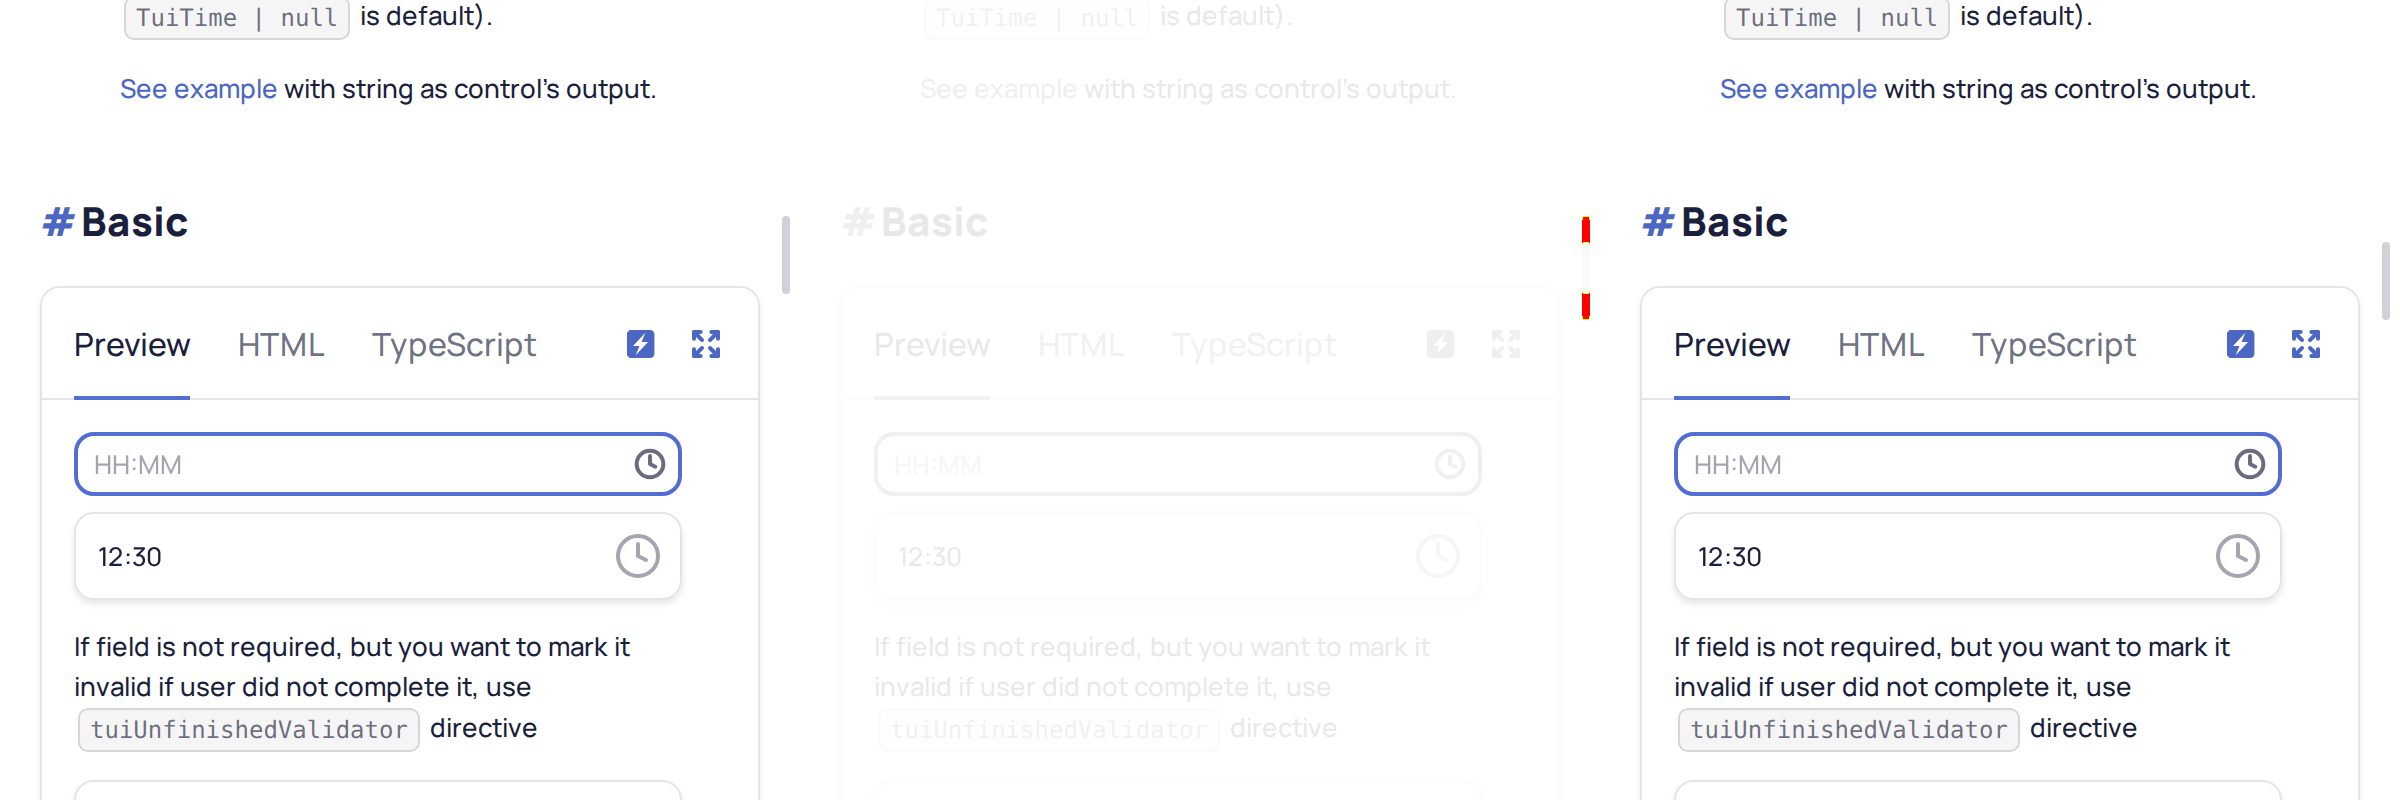 TuiTime | null is default).
See example with string as control's output.
# Basic
Preview HTML TypeScript
HH:MM
12:30
If field is not required, but you want to mark it
invalid if user did not complete it, use
tuiUnfinishedValidator directive
TuiTime | null is default).
See example with string as control's output.
# Basic
Preview HTML TypeScript
HH:MM
12:30
If field is not required, but you want to mark it
invalid if user did not complete it, use
tuiUnfinishedValidator directive
TuiTime | null is default).
See example with string as control's output.
# Basic
Preview HTML TypeScript
HH:MM
12:30
If field is not required, but you want to mark it
invalid if user did not complete it, use
tuiUnfinishedValidator directive